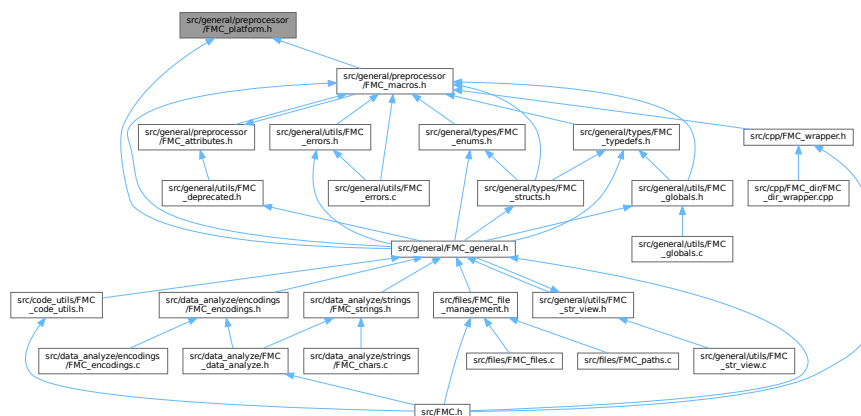 src/general/preprocessor
/FMC_platform.h
src/general/preprocessor
/FMC_macros.h
src/general/preprocessor
/FMC_attributes.h
src/general/utils/FMC
_errors.h
src/general/types/FMC
_enums.h
src/general/types/FMC
_typedefs.h
src/cpp/FMC_wrapper.h
src/general/utils/FMC
_deprecated.h
src/general/utils/FMC
_errors.c
src/general/types/FMC
_structs.h
src/general/utils/FMC
_globals.h
src/cpp/FMC_dir/FMC
_dir_wrapper.cpp
src/general/FMC_general.h
src/general/utils/FMC
_globals.c
src/code_utils/FMC
_code_utils.h
src/data_analyze/encodings
/FMC_encodings.h
src/data_analyze/strings
/FMC_strings.h
src/files/FMC_file
_management.h
src/general/utils/FMC
_str_view.h
src/data_analyze/encodings
/FMC_encodings.c
src/data_analyze/FMC
_data_analyze.h
src/data_analyze/strings
/FMC_chars.c
src/files/FMC_files.c
src/files/FMC_paths.c
src/general/utils/FMC
_str_view.c
src/FMC.h